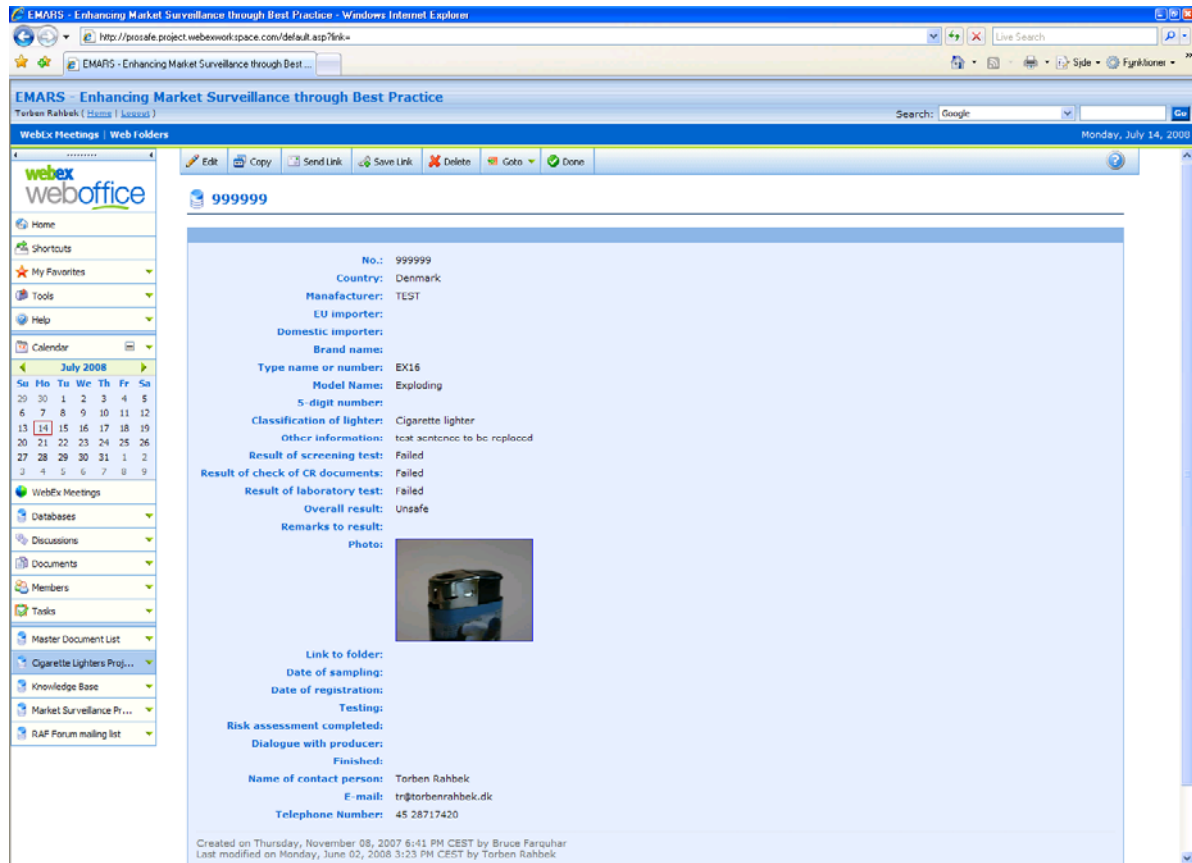 EMARS - Enhancing Market Surveillance through Best Practice - Windows Internet Explorer
http://prosafe.project.webexworkspace.com/default.asp?link=
Live Search
EMARS - Enhancing Market Surveillance through Best ...
Side
Fynktioner
EMARS - Enhancing Market Surveillance through Best Practice
Torben Rahbek ( Home | Logout )
Search: Google
Go
WebEx Meetings | Web Folders
Monday, July 14, 2008
Edit Copy Send Link Save Link Delete Goto Done
webex
weboffice
999999
Home
Shortcuts
My Favorites
Tools
Help
Calendar
July 2008
Su Mo Tu We Th Fr Sa
29 30 1 2 3 4 5
6 7 8 9 10 11 12
13 14 15 16 17 18 19
20 21 22 23 24 25 26
27 28 29 30 31 1 2
3 4 5 6 7 8 9
WebEx Meetings
Databases
Discussions
Documents
Members
Tasks
Master Document List
Cigarette Lighters Proj...
Knowledge Base
Market Surveillance Pr...
RAF Forum mailing list
No.: 999999
Country: Denmark
Manafacturer: TEST
EU importer:
Domestic importer:
Brand name:
Type name or number: EX16
Model Name: Exploding
5-digit number:
Classification of lighter: Cigarette lighter
Other information: test sentence to be replaced
Result of screening test: Failed
Result of check of CR documents: Failed
Result of laboratory test: Failed
Overall result: Unsafe
Remarks to result:
Photo:
Link to folder:
Date of sampling:
Date of registration:
Testing:
Risk assessment completed:
Dialogue with producer:
Finished:
Name of contact person: Torben Rahbek
E-mail: tr@torbenrahbek.dk
Telephone Number: 45 28717420
Created on Thursday, November 08, 2007 6:41 PM CEST by Bruce Farquhar
Last modified on Monday, June 02, 2008 3:23 PM CEST by Torben Rahbek